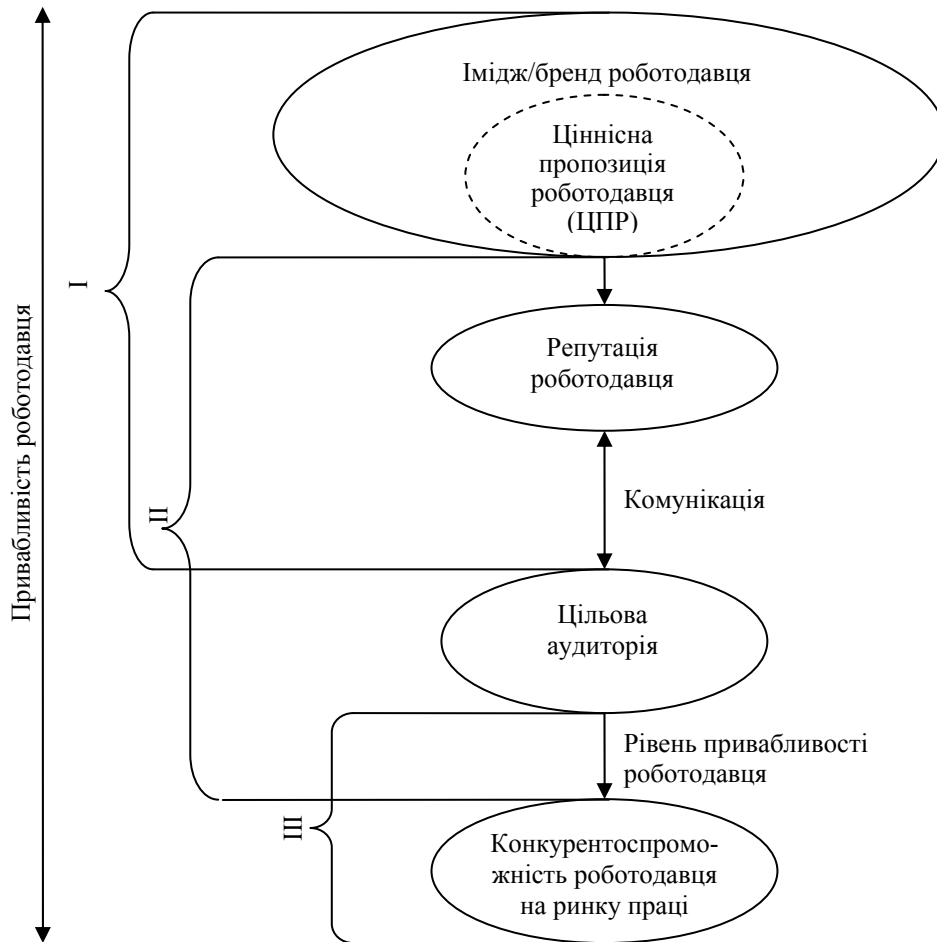 Імідж/бренд роботодавця
Ціннісна
пропозиція
роботодавця
(ЦПР)
Репутація
роботодавця
Комунікація
Цільова
аудиторія
Рівень привабливості
роботодавця
Конкурентоспромо-
жність роботодавця
на ринку праці
I
II
III
Привабливість роботодавця